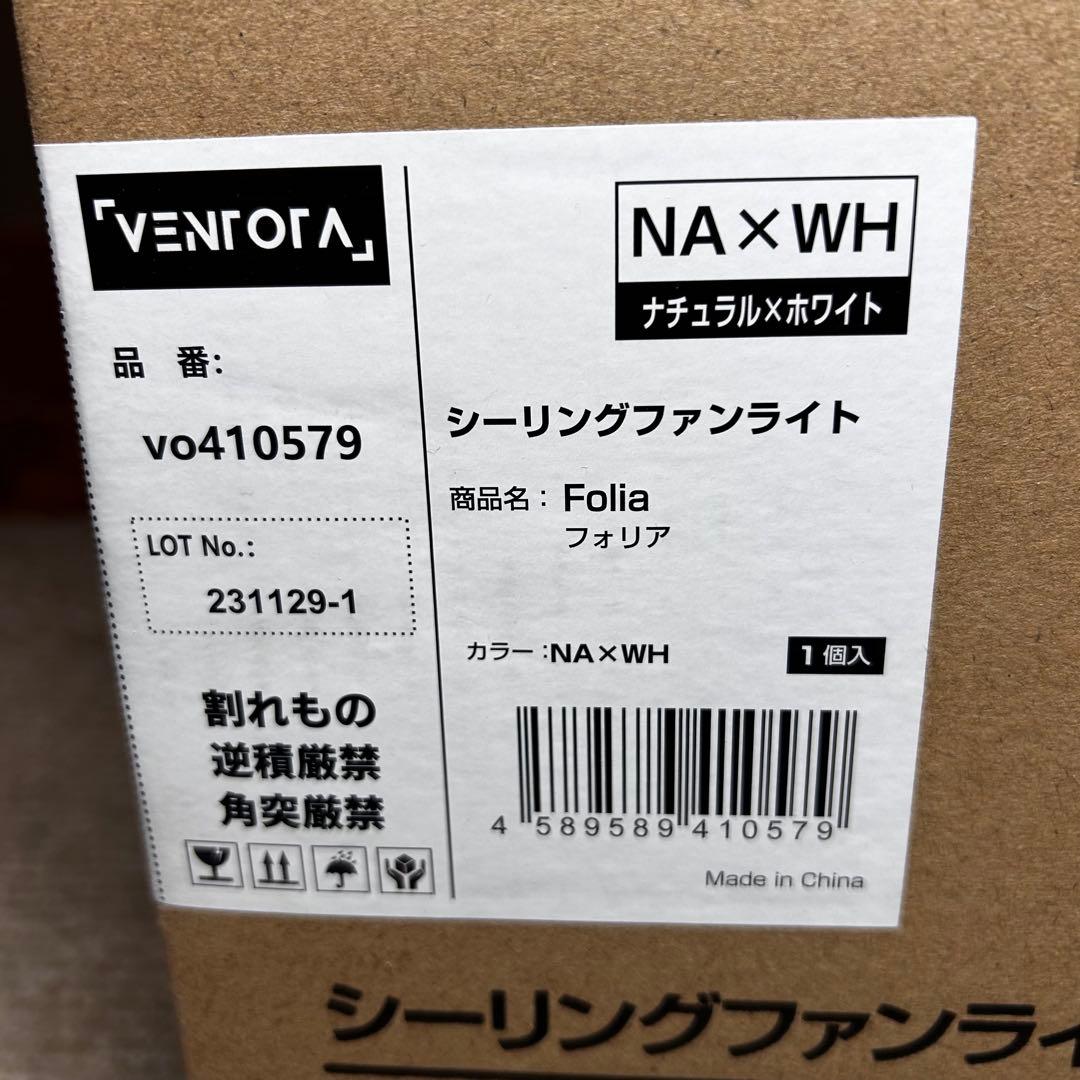 「VENTOTA」
品 番:
vo410579
LOT No.:
231129-1
割れもの
逆積厳禁
角突厳禁
NA×WH
ナチュラル×ホワイト
シーリングファンライト
商品名: Folia
フォリア
カラー:NA×WH
1個入
4 589589 410579
Made in China
シーリングファンライ